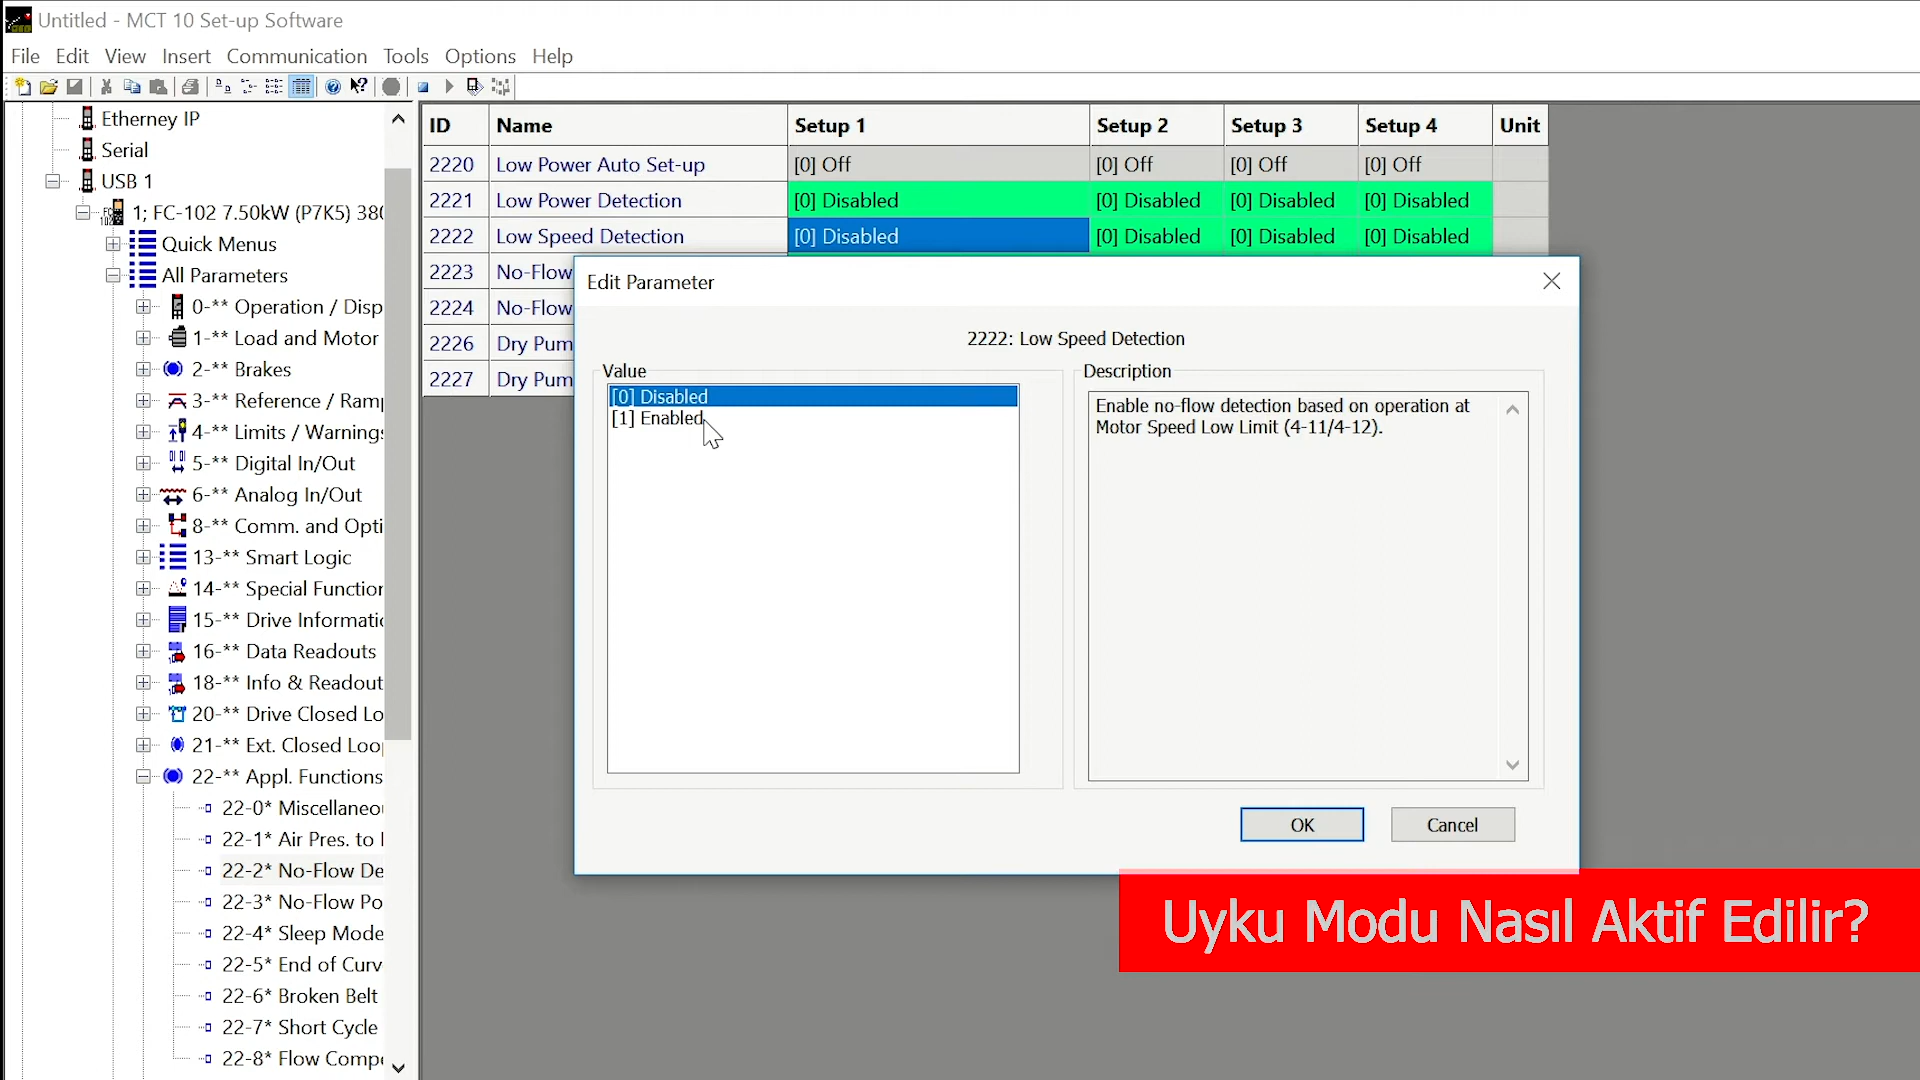 Untitled - MCT 10 Set-up Software
File Edit View Insert Communication Tools Options Help
Etherney IP
Serial
USB 1
1; FC-102 7.50kW (P7K5) 380
Quick Menus
All Parameters
0-** Operation / Disp
1-** Load and Motor
2-** Brakes
3-** Reference / Ramp
4-** Limits / Warnings
5-** Digital In/Out
6-** Analog In/Out
8-** Comm. and Opti
13-** Smart Logic
14-** Special Function
15-** Drive Informatio
16-** Data Readouts
18-** Info & Readout
20-** Drive Closed Lo
21-** Ext. Closed Loop
22-** Appl. Functions
22-0* Miscellaneou
22-1* Air Pres. to
22-2* No-Flow De
22-3* No-Flow Po
22-4* Sleep Mode
22-5* End of Curv
22-6* Broken Belt
22-7* Short Cycle
22-8* Flow Compe
ID Name Setup 1 Setup 2 Setup 3 Setup 4 Unit
2220 Low Power Auto Set-up [0] Off [0] Off [0] Off [0] Off
2221 Low Power Detection [0] Disabled [0] Disabled [0] Disabled [0] Disabled
2222 Low Speed Detection [0] Disabled [0] Disabled [0] Disabled [0] Disabled
2223 No-Flow
2224 No-Flow
2226 Dry Pum
2227 Dry Pum
Edit Parameter
2222: Low Speed Detection
Value
[0] Disabled
[1] Enabled
Description
Enable no-flow detection based on operation at
Motor Speed Low Limit (4-11/4-12).
OK Cancel
Uyku Modu Nasıl Aktif Edilir?